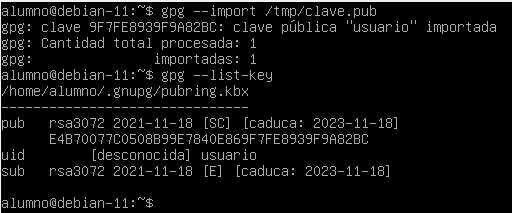 alumno@debian-11:~$ gpg --import /tmp/clave.pub
gpg: clave 9F7FE8939F9A82BC: clave pública "usuario" importada
gpg: Cantidad total procesada: 1
gpg:               importadas: 1
alumno@debian-11:~$ gpg --list-key
/home/alumno/.gnupg/pubring.kbx
-------------------------------
pub   rsa3072 2021-11-18 [SC] [caduca: 2023-11-18]
      E4B70077C0508B99E7840E869F7FE8939F9A82BC
uid        [desconocida] usuario
sub   rsa3072 2021-11-18 [E] [caduca: 2023-11-18]
alumno@debian-11:~$